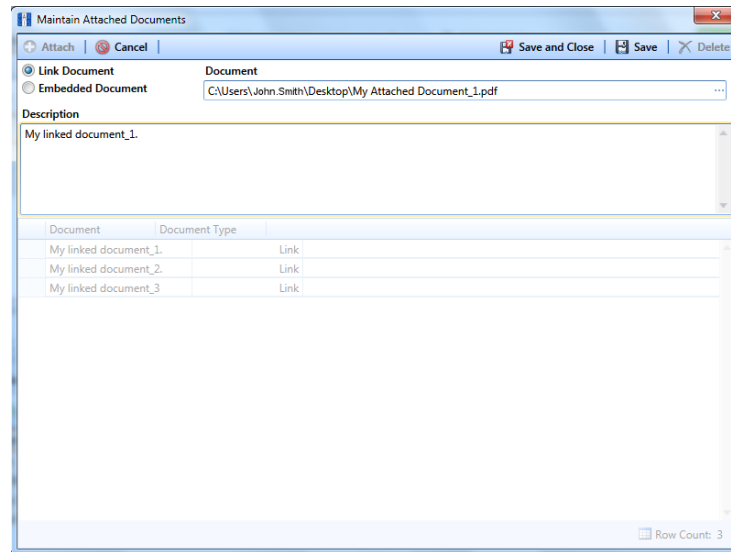 Maintain Attached Documents
Attach | Cancel | Save and Close | Save | Delete
Link Document Document
Embedded Document C:\Users\John.Smith\Desktop\My Attached Document_1.pdf ...
Description
My linked document_1.
Document Document Type
My linked document_1. Link
My linked document_2. Link
My linked document_3 Link
Row Count: 3